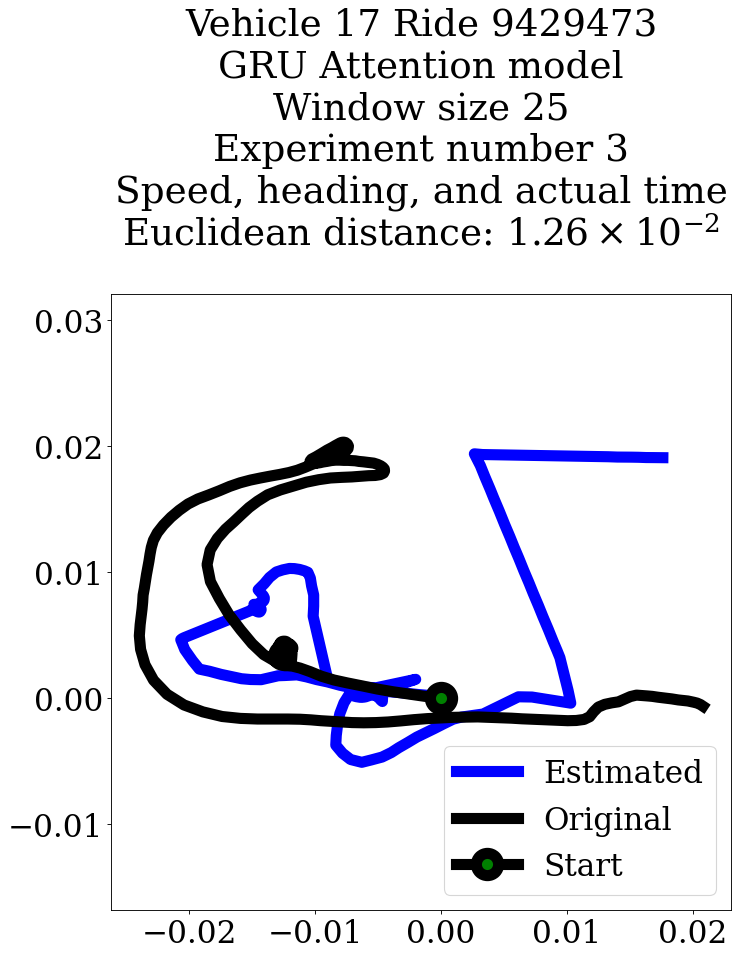 Vehicle 17 Ride 9429473
GRU Attention model
Window size 25
Experiment number 3
Speed, heading, and actual time
Euclidean distance: 1.26 × 10⁻²
0.03
0.02
0.01
0.00
−0.01
Estimated
Original
Start
−0.02 −0.01 0.00 0.01 0.02